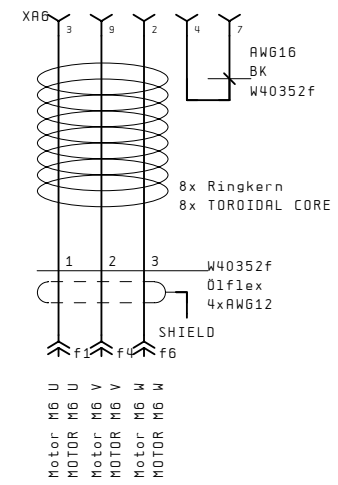 XA6
3 9 2 4 7
AWG16
BK
W40352f
8x Ringkern
8x TOROIDAL CORE
1 2 3
W40352f
Ölflex
4xAWG12
SHIELD
f1 f4 f6
Motor M6 U
MOTOR M6 U
Motor M6 V
MOTOR M6 V
Motor M6 W
MOTOR M6 W